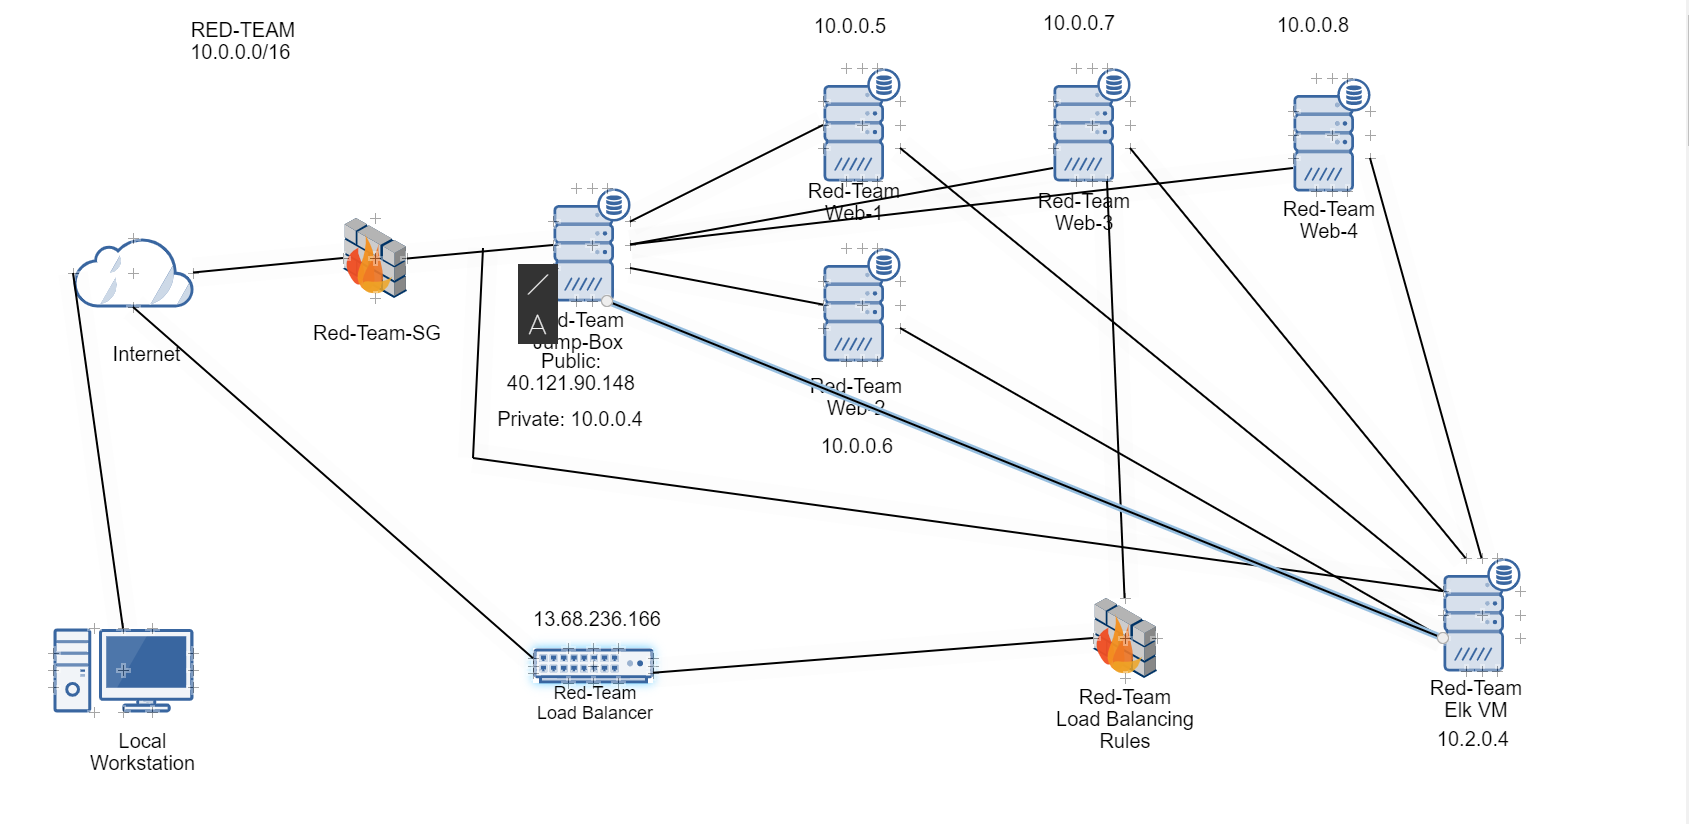 RED-TEAM
10.0.0.0/16
10.0.0.5
10.0.0.7
10.0.0.8
Red-Team
Web-1
Red-Team
Web-3
Red-Team
Web-4
Internet
Red-Team-SG
A
d-Team
Jump-Box
Public:
40.121.90.148
Private: 10.0.0.4
Red-Team
Web-2
10.0.0.6
13.68.236.166
Red-Team
Load Balancer
Red-Team
Load Balancing
Rules
Red-Team
Elk VM
10.2.0.4
Local
Workstation